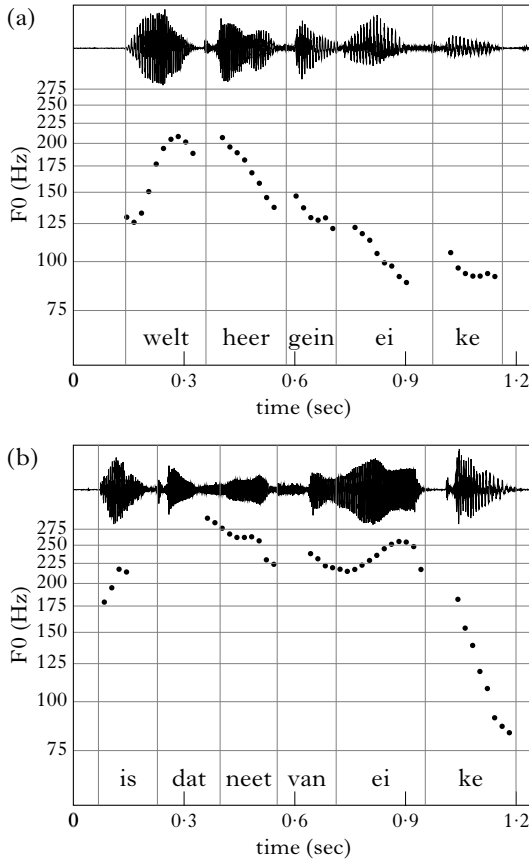 (a)
275
250
225
200
175
150
125
100
75
F0 (Hz)
welt heer gein ei ke
0 0·3 0·6 0·9 1·2
time (sec)
(b)
275
250
225
200
175
150
125
100
75
F0 (Hz)
is dat neet van ei ke
0 0·3 0·6 0·9 1·2
time (sec)